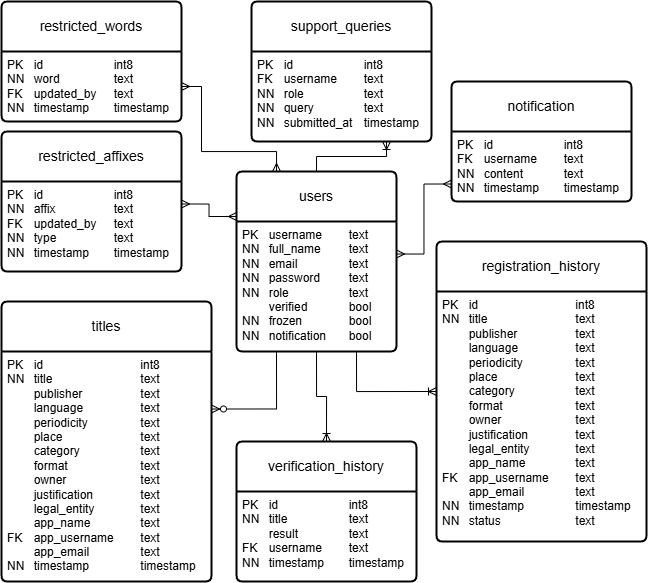 restricted_words
PK id int8
NN word text
FK updated_by text
NN timestamp timestamp
support_queries
PK id int8
FK username text
NN role text
NN query text
NN submitted_at timestamp
notification
PK id int8
FK username text
NN content text
NN timestamp timestamp
restricted_affixes
PK id int8
NN affix text
FK updated_by text
NN type text
NN timestamp timestamp
users
PK username text
NN full_name text
NN email text
NN password text
NN role text
verified bool
NN frozen bool
NN notification bool
registration_history
PK id int8
NN title text
publisher text
language text
periodicity text
place text
category text
format text
owner text
justification text
legal_entity text
app_name text
FK app_username text
app_email text
NN timestamp timestamp
NN status text
titles
PK id int8
NN title text
publisher text
language text
periodicity text
place text
category text
format text
owner text
justification text
legal_entity text
app_name text
FK app_username text
app_email text
NN timestamp timestamp
verification_history
PK id int8
NN title text
result text
FK username text
NN timestamp timestamp